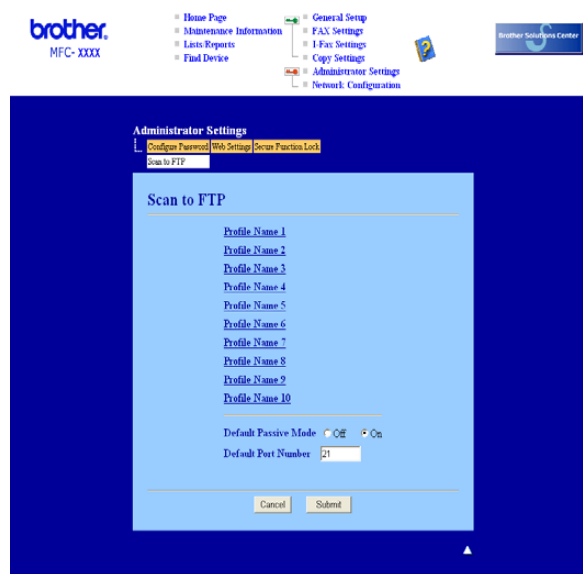 brother.
MFC- XXXX
Home Page
Maintenance Information
Lists/Reports
Find Device
General Setup
FAX Settings
I-Fax Settings
Copy Settings
Administrator Settings
Network Configuration
?
Brother Solutions Center
Administrator Settings
Configure Password Web Settings Secure Function Lock
Scan to FTP
Scan to FTP
Profile Name 1
Profile Name 2
Profile Name 3
Profile Name 4
Profile Name 5
Profile Name 6
Profile Name 7
Profile Name 8
Profile Name 9
Profile Name 10
Default Passive Mode Off On
Default Port Number 21
Cancel Submit